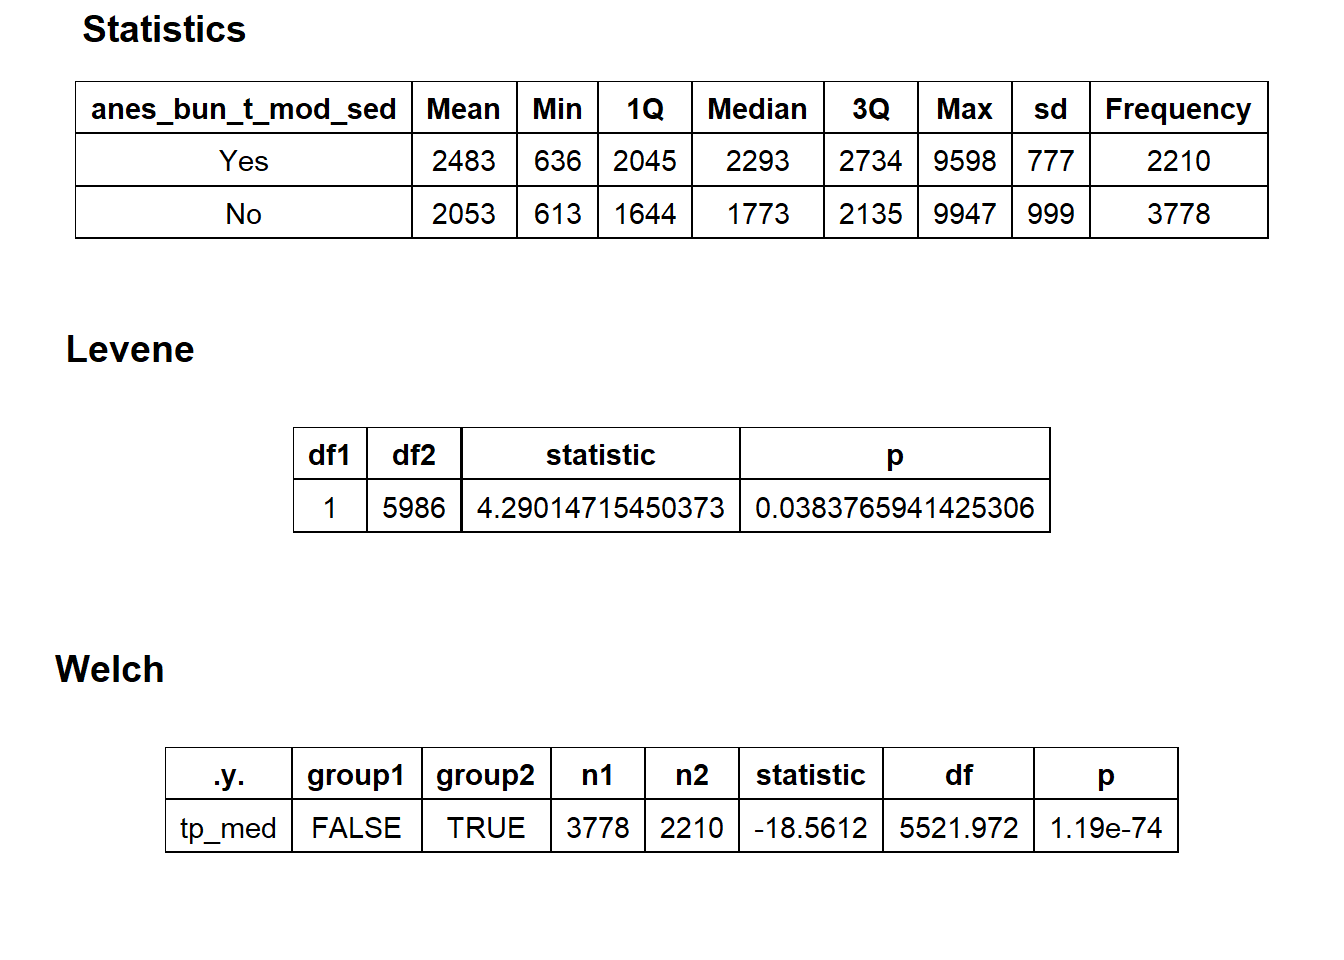 Statistics
anes_bun_t_mod_sed Mean Min 1Q Median 3Q Max sd Frequency
Yes 2483 636 2045 2293 2734 9598 777 2210
No 2053 613 1644 1773 2135 9947 999 3778
Levene
df1 df2 statistic p
1 5986 4.29014715450373 0.0383765941425306
Welch
.y. group1 group2 n1 n2 statistic df p
tp_med FALSE TRUE 3778 2210 -18.5612 5521.972 1.19e-74